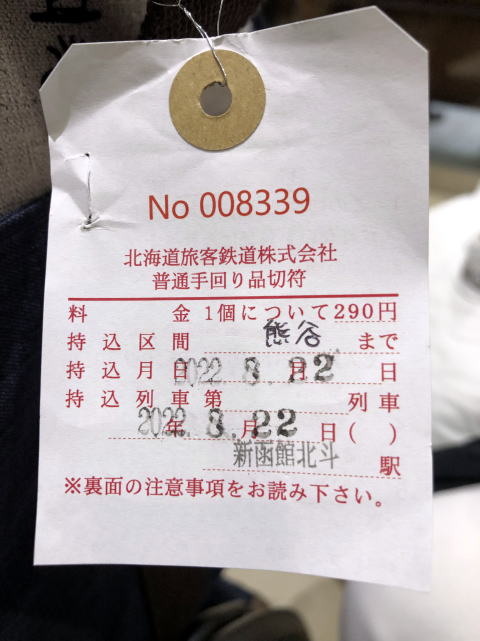 No 008339
北海道旅客鉄道株式会社
普通手回り品切符
料金 1個について290円
持込区間 熊谷 まで
持込月日 2022.8.22 月 日
持込列車第 列車
2022.8.22 年 月 日( )
新函館北斗 駅
※裏面の注意事項をお読み下さい。